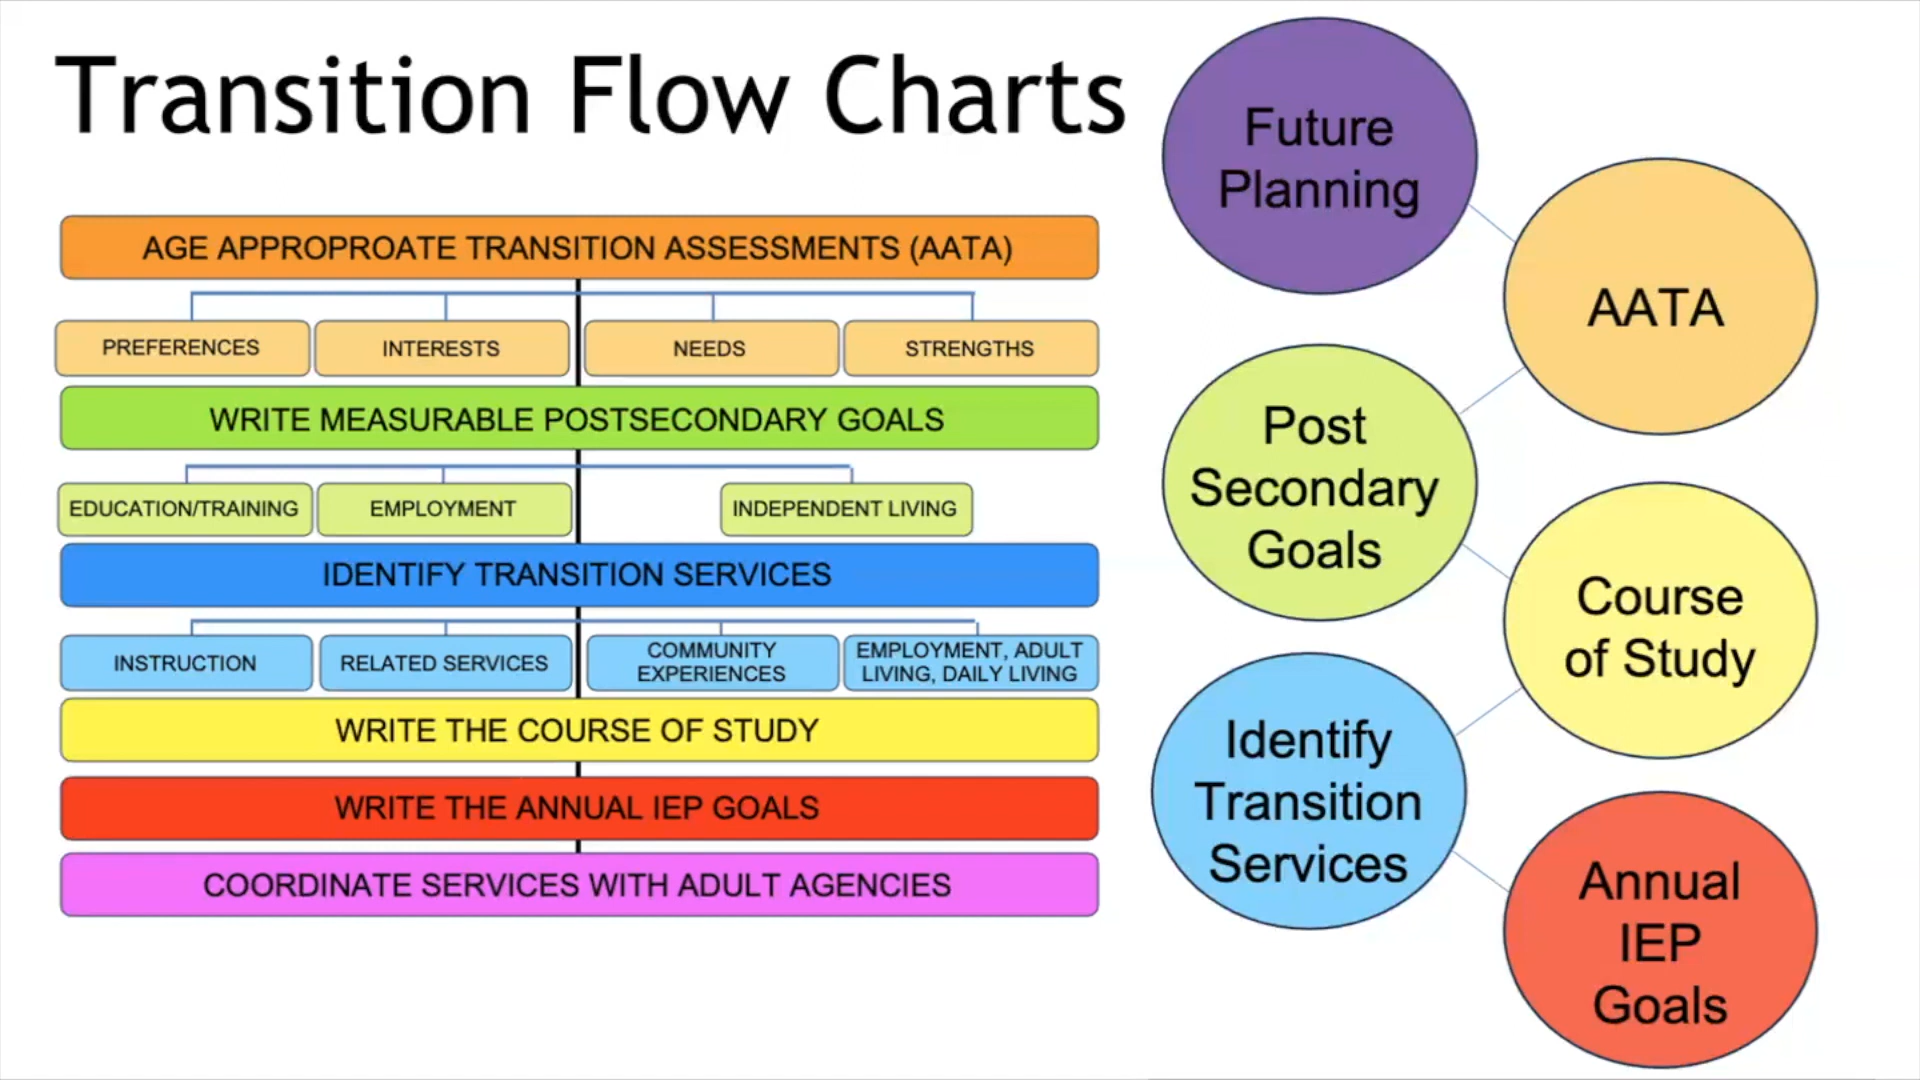 Transition Flow Charts
AGE APPROPROATE TRANSITION ASSESSMENTS (AATA)
PREFERENCES
INTERESTS
NEEDS
STRENGTHS
WRITE MEASURABLE POSTSECONDARY GOALS
EDUCATION/TRAINING
EMPLOYMENT
INDEPENDENT LIVING
IDENTIFY TRANSITION SERVICES
INSTRUCTION
RELATED SERVICES
COMMUNITY
EXPERIENCES
EMPLOYMENT, ADULT
LIVING, DAILY LIVING
WRITE THE COURSE OF STUDY
WRITE THE ANNUAL IEP GOALS
COORDINATE SERVICES WITH ADULT AGENCIES
Future
Planning
AATA
Post
Secondary
Goals
Course
of Study
Identify
Transition
Services
Annual
IEP
Goals